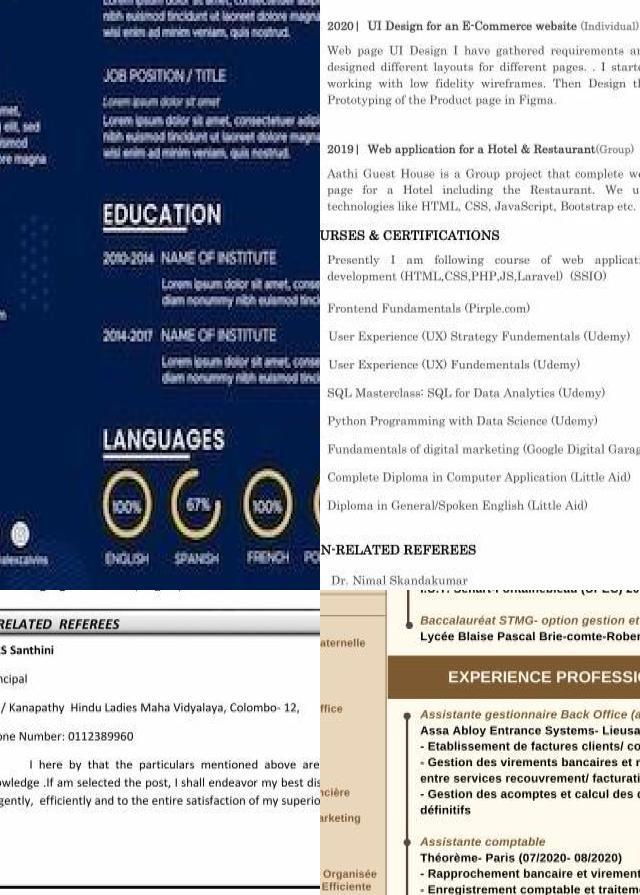 nibh euismod tincidunt ut laoreet dolore magna
wisi enim ad minim veniam, quis nostrud.
JOB POSITION / TITLE
Lorem ipsum dolor sit amet
Lorem ipsum dolor sit amet, consectetuer adipi
nibh euismod tincidunt ut laoreet dolore magna
wisi enim ad minim veniam, quis nostrud.
met,
elit, sed
ismod
ore magna
EDUCATION
2010-2014 NAME OF INSTITUTE
Lorem ipsum dolor sit amet, conse
diam nonummy nibh euismod tincid
2014-2017 NAME OF INSTITUTE
Lorem ipsum dolor sit amet, conse
diam nonummy nibh euismod tincid
LANGUAGES
100% 67% 100%
ENGLISH SPANISH FRENCH PO
2020| UI Design for an E-Commerce website (Individual)
Web page UI Design I have gathered requirements an
designed different layouts for different pages. . I starte
working with low fidelity wireframes. Then Design th
Prototyping of the Product page in Figma.
2019| Web application for a Hotel & Restaurant(Group)
Aathi Guest House is a Group project that complete we
page for a Hotel including the Restaurant. We u
technologies like HTML, CSS, JavaScript, Bootstrap etc.
URSES & CERTIFICATIONS
Presently I am following course of web applicati
development (HTML,CSS,PHP,JS,Laravel) (SSIO)
Frontend Fundamentals (Pirple.com)
User Experience (UX) Strategy Fundementals (Udemy)
User Experience (UX) Fundementals (Udemy)
SQL Masterclass: SQL for Data Analytics (Udemy)
Python Programming with Data Science (Udemy)
Fundamentals of digital marketing (Google Digital Garag
Complete Diploma in Computer Application (Little Aid)
Diploma in General/Spoken English (Little Aid)
N-RELATED REFEREES
Dr. Nimal Skandakumar
RELATED REFEREES
S Santhini
ncipal
/ Kanapathy Hindu Ladies Maha Vidyalaya, Colombo- 12,
one Number: 0112389960
I here by that the particulars mentioned above are
owledge .If am selected the post, I shall endeavor my best dis
gently, efficiently and to the entire satisfaction of my superio
aternelle
ffice
ncière
arketing
Organisée
Efficiente
Baccalauréat STMG- option gestion et
Lycée Blaise Pascal Brie-comte-Rober
EXPERIENCE PROFESSIO
Assistante gestionnaire Back Office (a
Assa Abloy Entrance Systems- Lieusa
- Etablissement de factures clients/ co
- Gestion des virements bancaires et r
entre services recouvrement/ facturati
- Gestion des acomptes et calcul des d
définitifs
Assistante comptable
Théorème- Paris (07/2020- 08/2020)
- Rapprochement bancaire et virement
- Enregistrement comptable et traitem